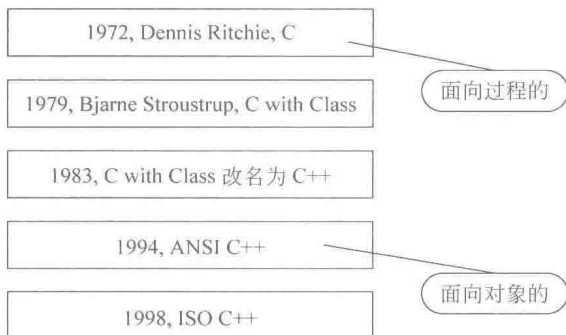 1972, Dennis Ritchie, C
面向过程的
1979, Bjarne Stroustrup, C with Class
1983, C with Class 改名为 C++
1994, ANSI C++
面向对象的
1998, ISO C++